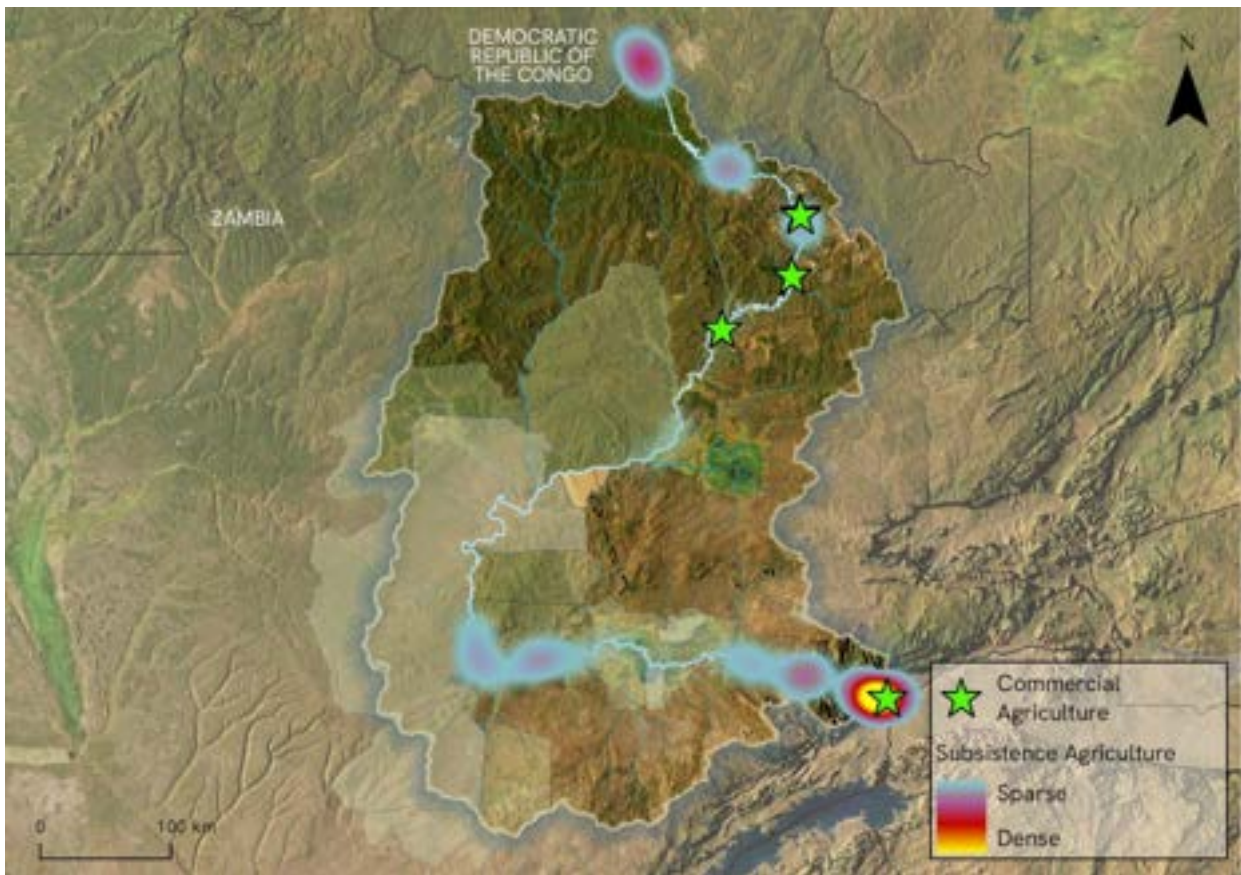 DEMOCRATIC
REPUBLIC OF
THE CONGO
N
ZAMBIA
Commercial
Agriculture
Subsistence Agriculture
Sparse
Dense
0 100 km